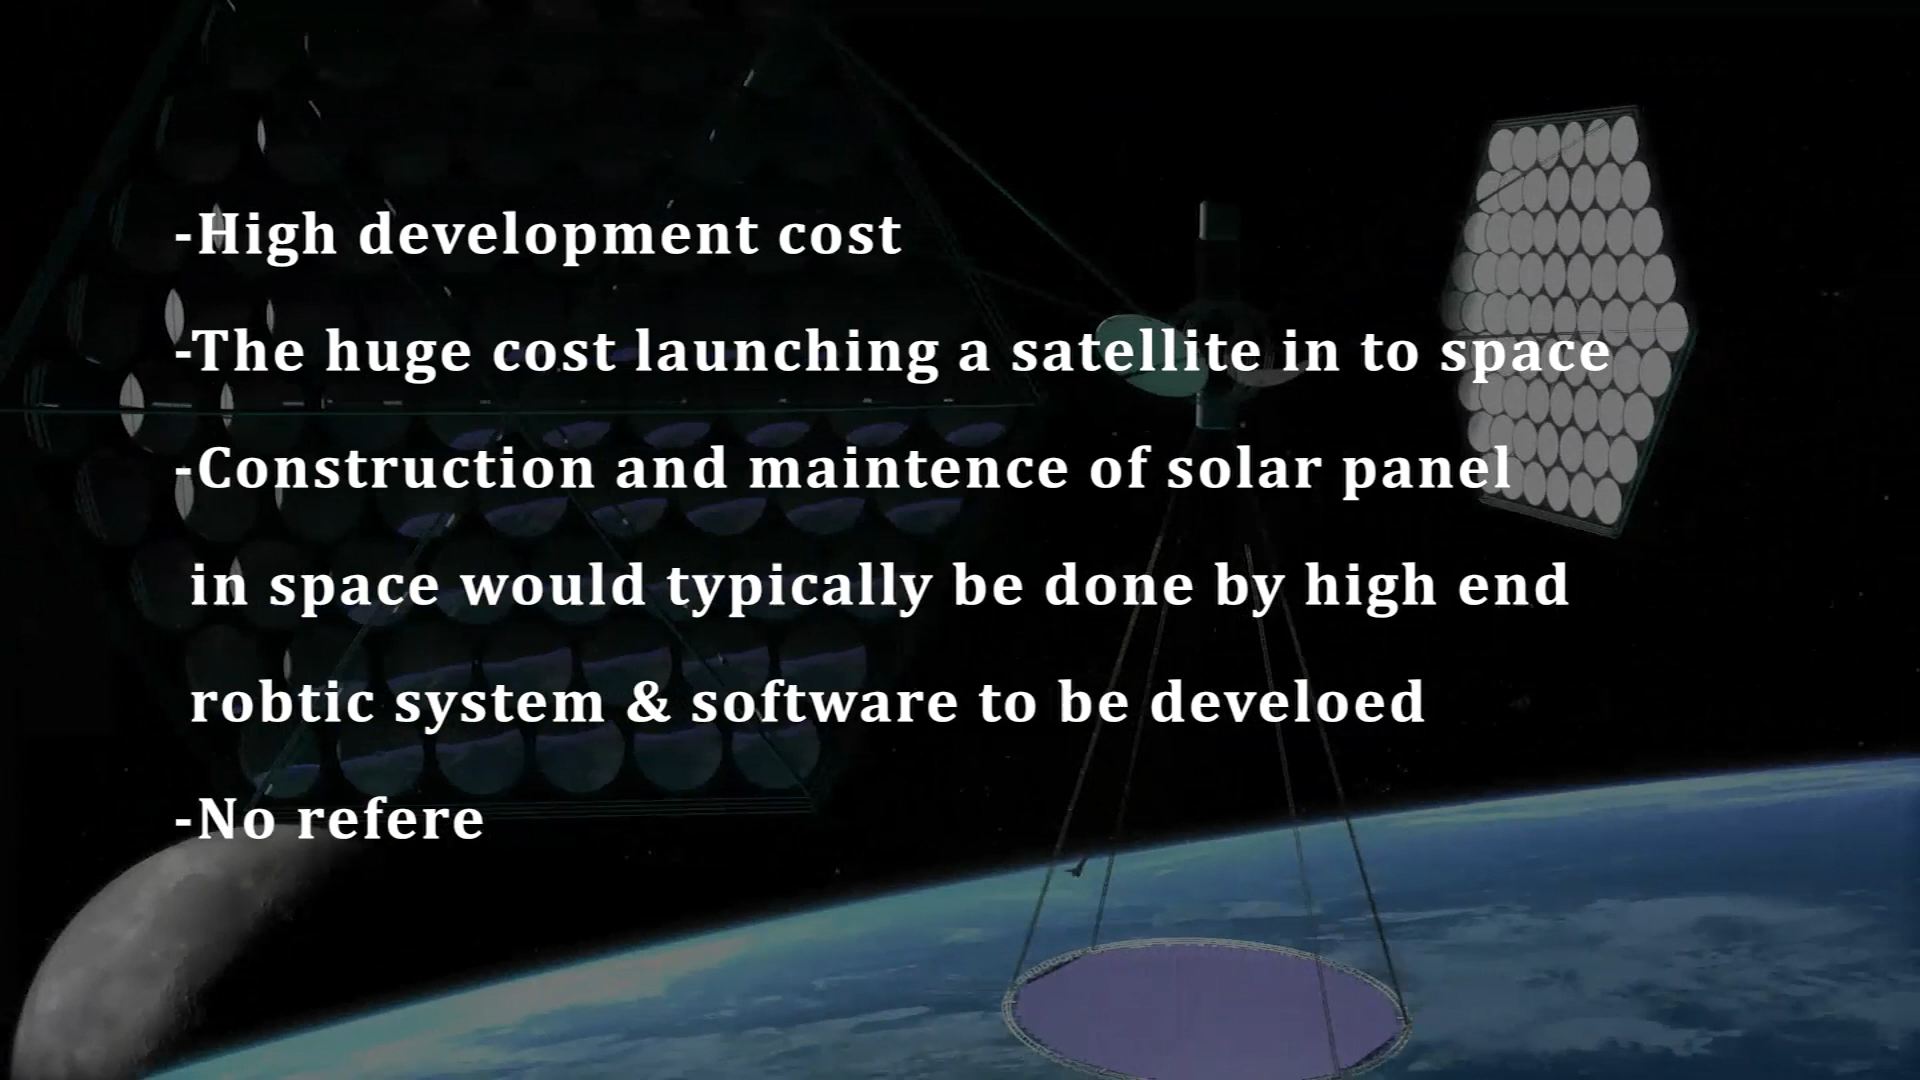 -High development cost
-The huge cost launching a satellite in to space
-Construction and maintence of solar panel
in space would typically be done by high end
robtic system & software to be develoed
-No refere